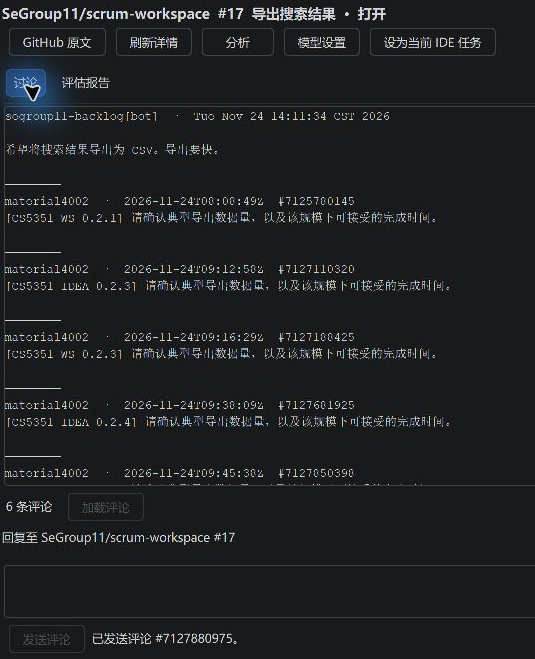 SeGroup11/scrum-workspace #17 导出搜索结果 · 打开
GitHub 原文 刷新详情 分析 模型设置 设为当前 IDE 任务
讨论 评估报告
segroup11-backlog[bot] · Tue Nov 24 14:11:34 CST 2026
希望将搜索结果导出为 CSV。导出要快。
material4002 · 2026-11-24T08:08:49Z #7125780145
[CS5351 WS 0.2.1] 请确认典型导出数据量，以及该规模下可接受的完成时间。
material4002 · 2026-11-24T09:12:58Z #7127110320
[CS5351 IDEA 0.2.3] 请确认典型导出数据量，以及该规模下可接受的完成时间。
material4002 · 2026-11-24T09:16:29Z #7127188425
[CS5351 WS 0.2.3] 请确认典型导出数据量，以及该规模下可接受的完成时间。
material4002 · 2026-11-24T09:38:09Z #7127681925
[CS5351 IDEA 0.2.4] 请确认典型导出数据量，以及该规模下可接受的完成时间。
material4002 · 2026-11-24T09:45:38Z #7127850398
6 条评论 加载评论
回复至 SeGroup11/scrum-workspace #17
发送评论 已发送评论 #7127880975。